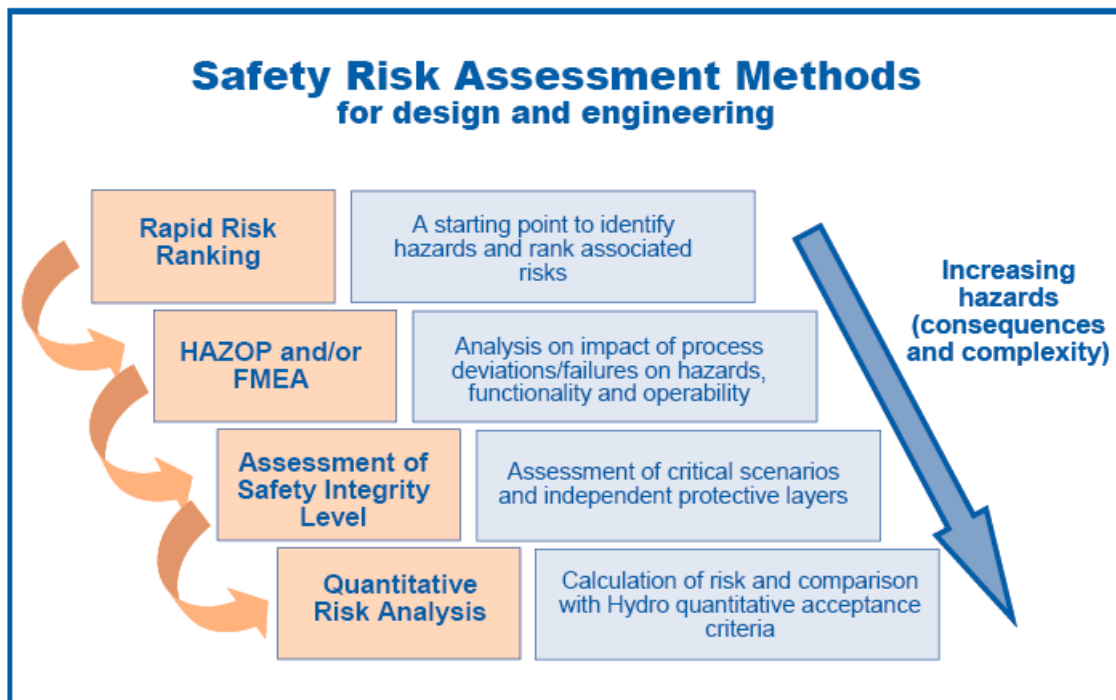 Safety Risk Assessment Methods
for design and engineering
Rapid Risk
Ranking
A starting point to identify
hazards and rank associated
risks
Increasing
hazards
(consequences
and complexity)
HAZOP and/or
FMEA
Analysis on impact of process
deviations/failures on hazards,
functionality and operability
Assessment of
Safety Integrity
Level
Assessment of critical scenarios
and independent protective layers
Quantitative
Risk Analysis
Calculation of risk and comparison
with Hydro quantitative acceptance
criteria